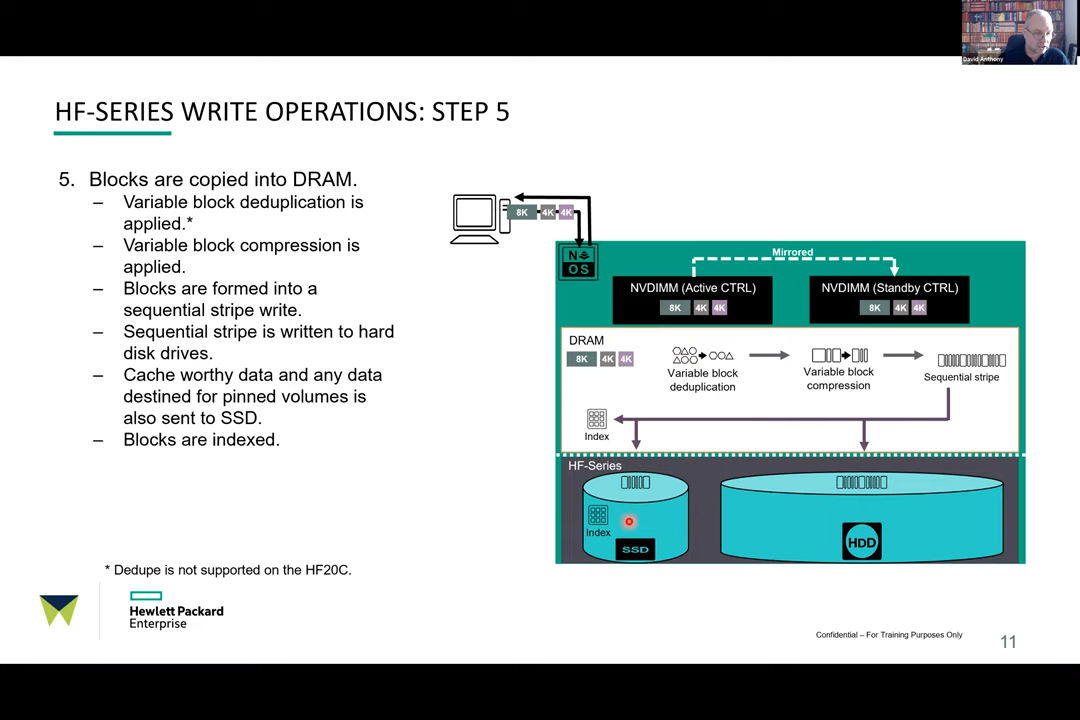 David Anthony
HF-SERIES WRITE OPERATIONS: STEP 5
5. Blocks are copied into DRAM.
– Variable block deduplication is
applied.*
– Variable block compression is
applied.
– Blocks are formed into a
sequential stripe write.
– Sequential stripe is written to hard
disk drives.
– Cache worthy data and any data
destined for pinned volumes is
also sent to SSD.
– Blocks are indexed.
8K 4K 4K
N
OS
Mirrored
NVDIMM (Active CTRL)
8K 4K 4K
NVDIMM (Standby CTRL)
8K 4K 4K
DRAM
8K 4K 4K
Variable block
deduplication
Variable block
compression
Sequential stripe
Index
HF-Series
Index
SSD
HDD
* Dedupe is not supported on the HF20C.
Hewlett Packard
Enterprise
Confidential – For Training Purposes Only
11